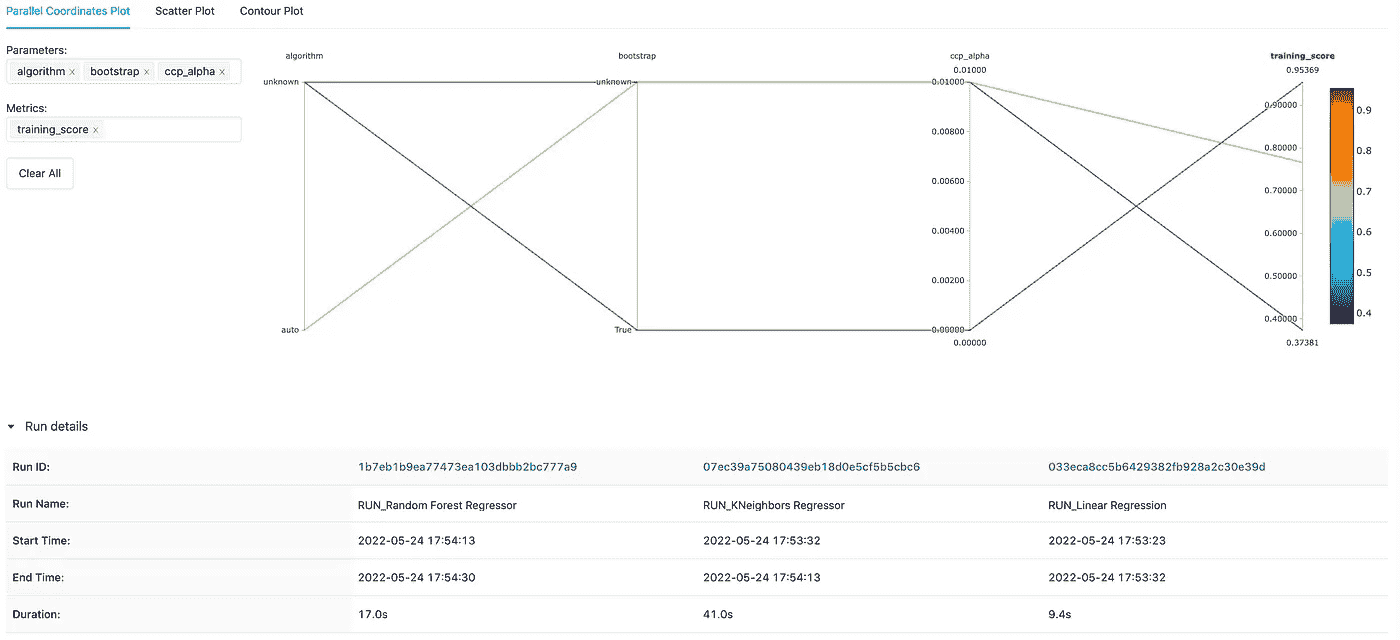 Parallel Coordinates Plot Scatter Plot Contour Plot
Parameters:
algorithm × bootstrap × ccp_alpha ×
Metrics:
training_score ×
Clear All
algorithm bootstrap ccp_alpha training_score
0.01000 0.95369
unknown unknown 0.01000
0.90000
0.00800
0.80000
0.00600
0.70000
0.00400
0.60000
0.00200
0.50000
0.40000
auto True 0.00000
0.00000 0.37381
0.9
0.8
0.7
0.6
0.5
0.4
Run details
Run ID: 1b7eb1b9ea77473ea103dbbb2bc777a9 07ec39a75080439eb18d0e5cf5b5cbc6 033eca8cc5b6429382fb928a2c30e39d
Run Name: RUN_Random Forest Regressor RUN_KNeighbors Regressor RUN_Linear Regression
Start Time: 2022-05-24 17:54:13 2022-05-24 17:53:32 2022-05-24 17:53:23
End Time: 2022-05-24 17:54:30 2022-05-24 17:54:13 2022-05-24 17:53:32
Duration: 17.0s 41.0s 9.4s